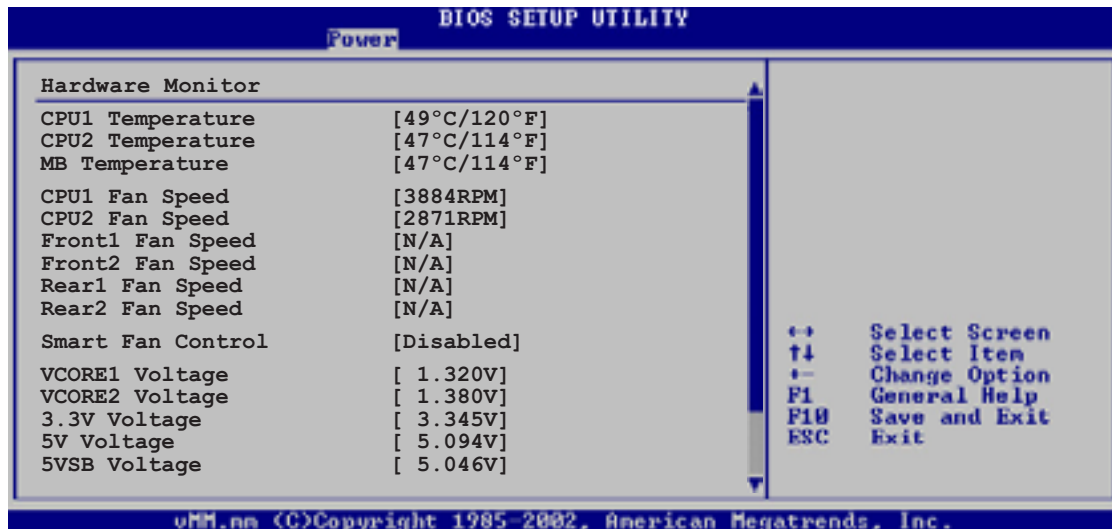 BIOS SETUP UTILITY
Power
Hardware Monitor
CPU1 Temperature [49°C/120°F]
CPU2 Temperature [47°C/114°F]
MB Temperature [47°C/114°F]
CPU1 Fan Speed [3884RPM]
CPU2 Fan Speed [2871RPM]
Front1 Fan Speed [N/A]
Front2 Fan Speed [N/A]
Rear1 Fan Speed [N/A]
Rear2 Fan Speed [N/A]
Smart Fan Control [Disabled]
VCORE1 Voltage [ 1.320V]
VCORE2 Voltage [ 1.380V]
3.3V Voltage [ 3.345V]
5V Voltage [ 5.094V]
5VSB Voltage [ 5.046V]
↔ Select Screen
↑↓ Select Item
+- Change Option
F1 General Help
F10 Save and Exit
ESC Exit
vMM.mm (C)Copyright 1985-2002, American Megatrends, Inc.